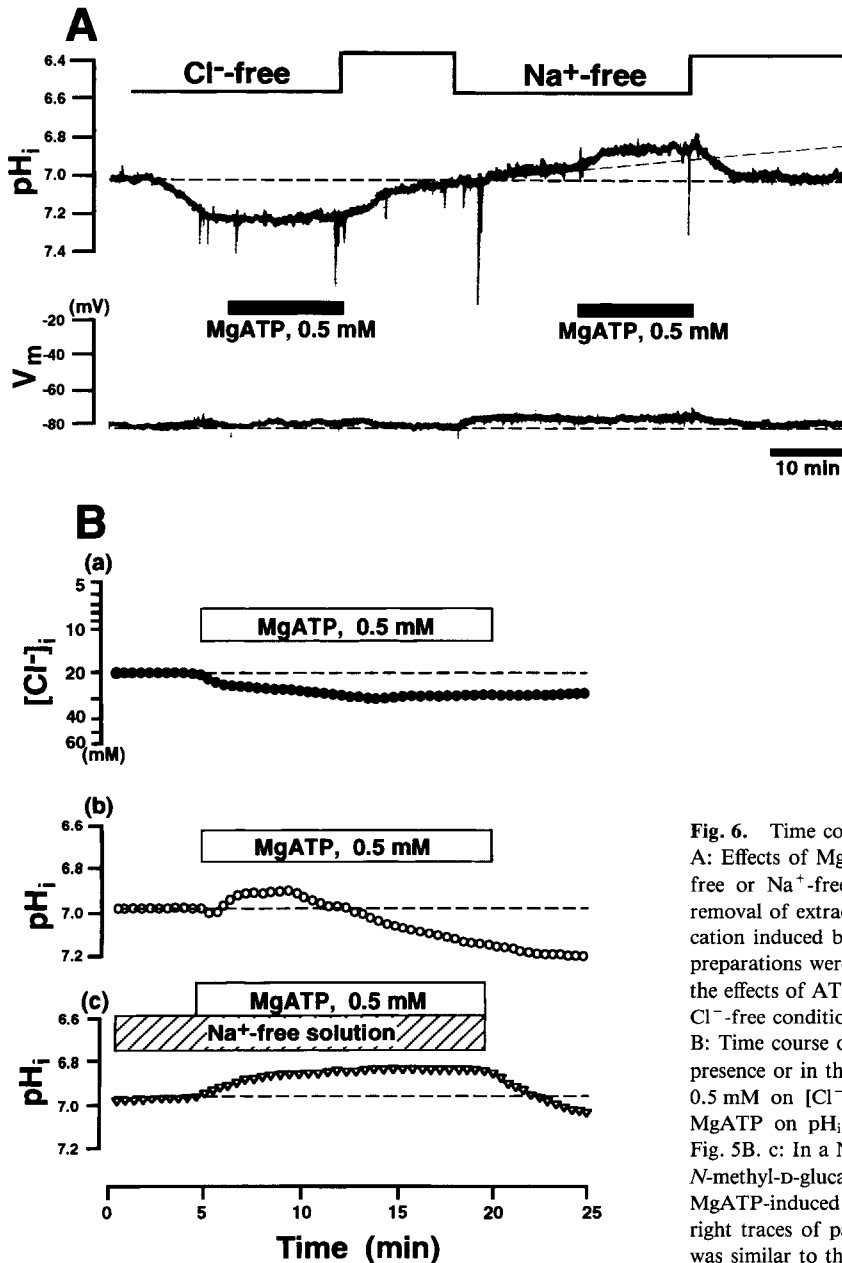 A
Cl⁻-free
Na⁺-free
6.4
6.6
6.8
7.0
7.2
7.4
pHi
(mV)
-20
-40
-60
-80
Vm
MgATP, 0.5 mM
MgATP, 0.5 mM
10 min
B
(a)
5
10
20
40
60
(mM)
[Cl⁻]i
MgATP, 0.5 mM
(b)
6.6
6.8
7.0
7.2
pHi
MgATP, 0.5 mM
(c)
6.6
6.8
7.0
7.2
pHi
MgATP, 0.5 mM
Na⁺-free solution
0 5 10 15 20 25
Time (min)
Fig. 6. Time co
A: Effects of Mg
free or Na⁺-free
removal of extrac
cation induced b
preparations were
the effects of AT
Cl⁻-free conditio
B: Time course o
presence or in th
0.5 mM on [Cl⁻
MgATP on pHi
Fig. 5B. c: In a N
N-methyl-D-gluca
MgATP-induced
right traces of pa
was similar to th